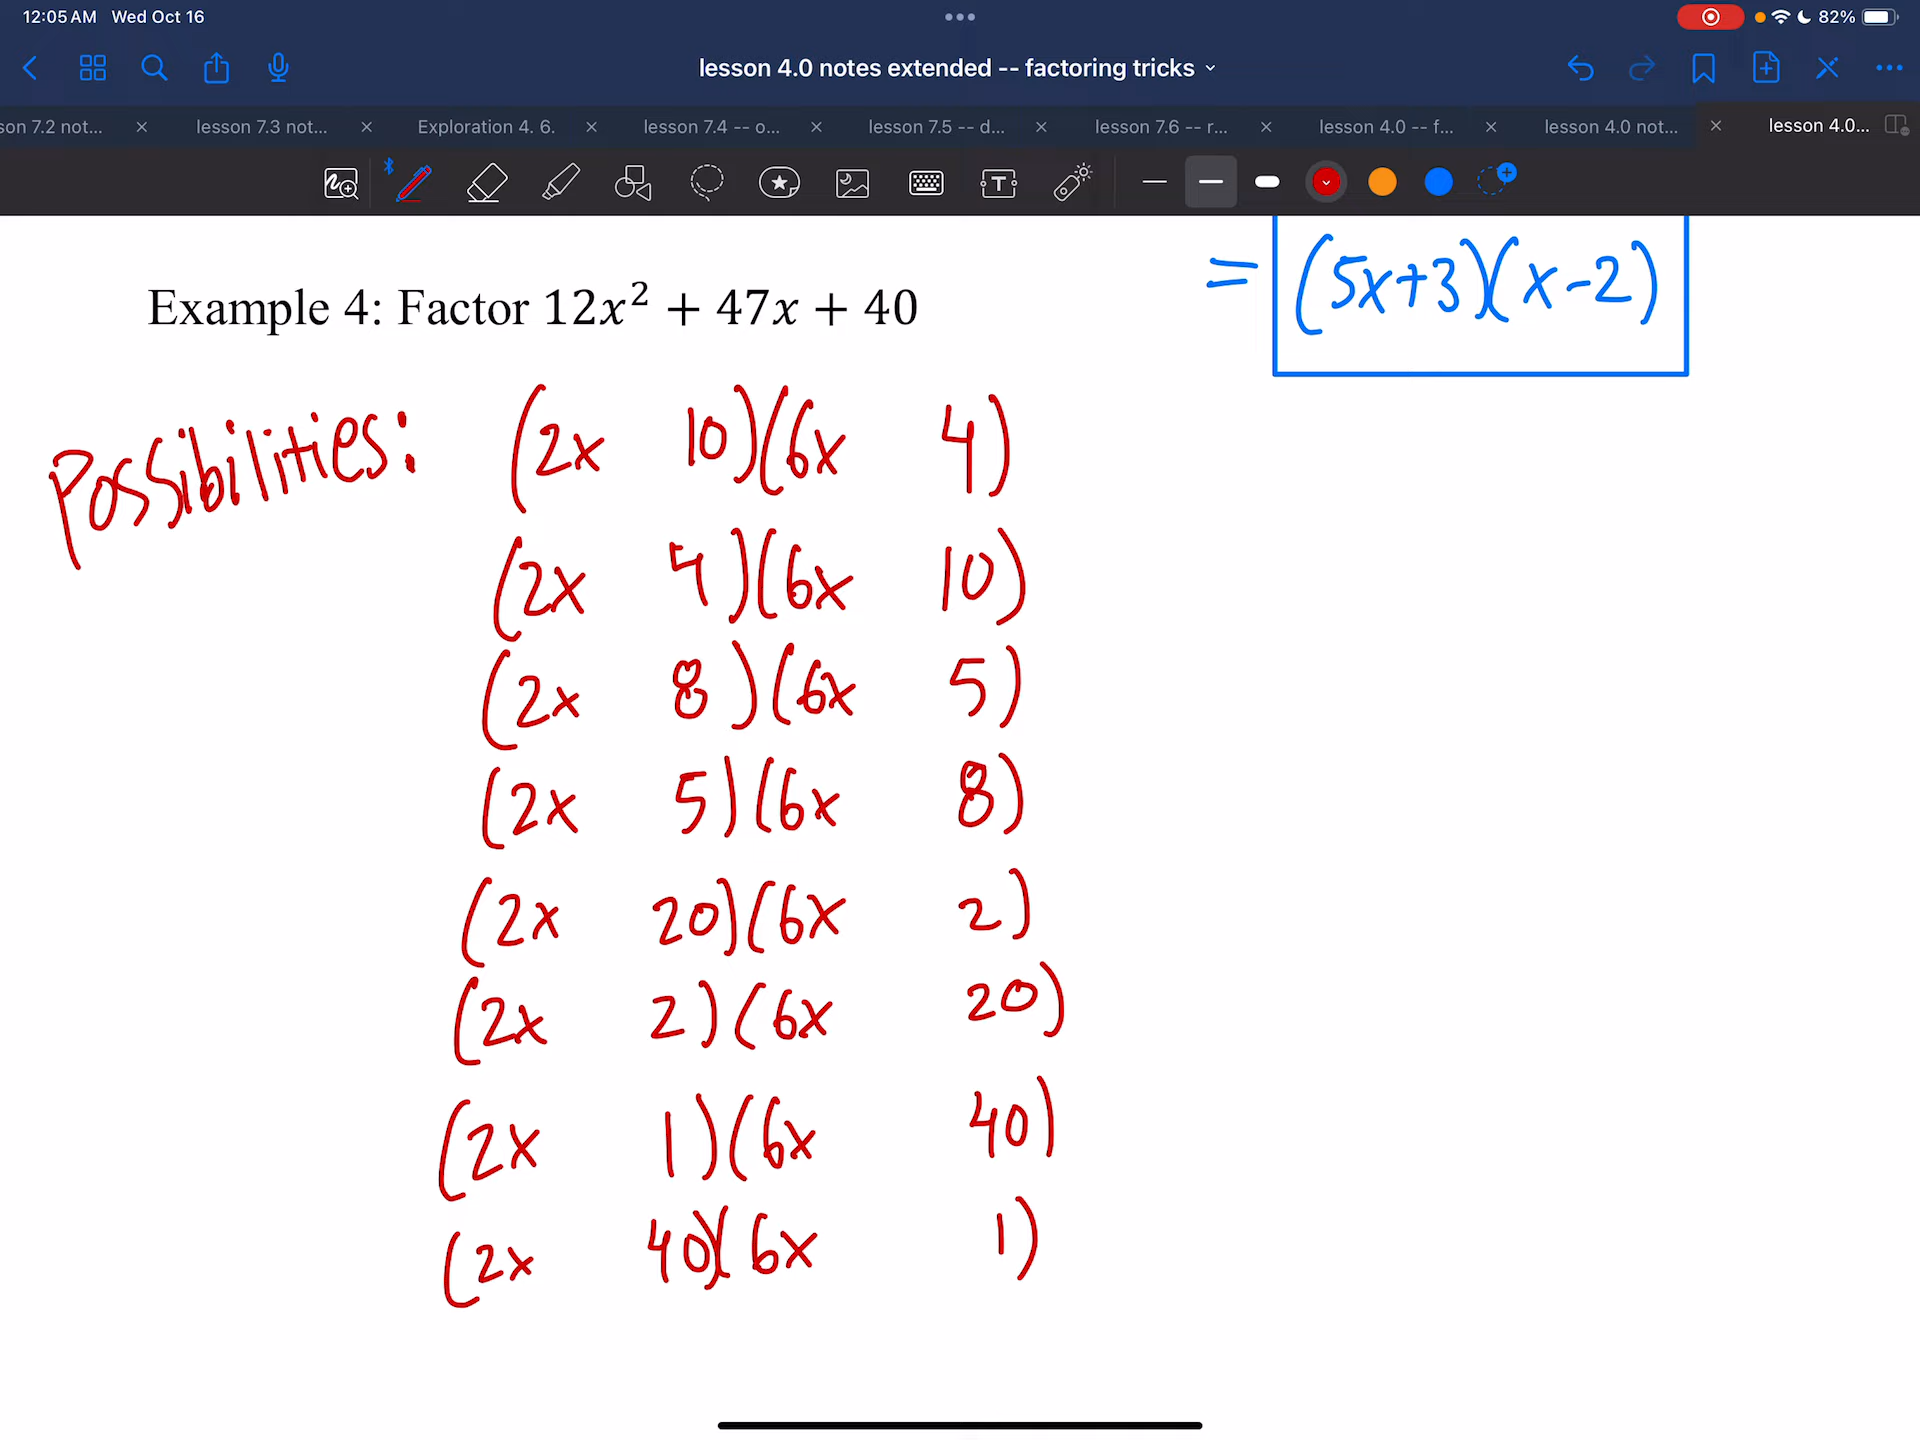 12:05 AM Wed Oct 16
82%
lesson 4.0 notes extended -- factoring tricks
son 7.2 not... × lesson 7.3 not... × Exploration 4. 6. × lesson 7.4 -- o... × lesson 7.5 -- d... × lesson 7.6 -- r... × lesson 4.0 -- f... × lesson 4.0 not... × lesson 4.0...
= (5x+3)(x-2)
Example 4: Factor 12x² + 47x + 40
Possibilities: (2x 10)(6x 4)
(2x 4)(6x 10)
(2x 8)(6x 5)
(2x 5)(6x 8)
(2x 20)(6x 2)
(2x 2)(6x 20)
(2x 1)(6x 40)
(2x 40)(6x 1)